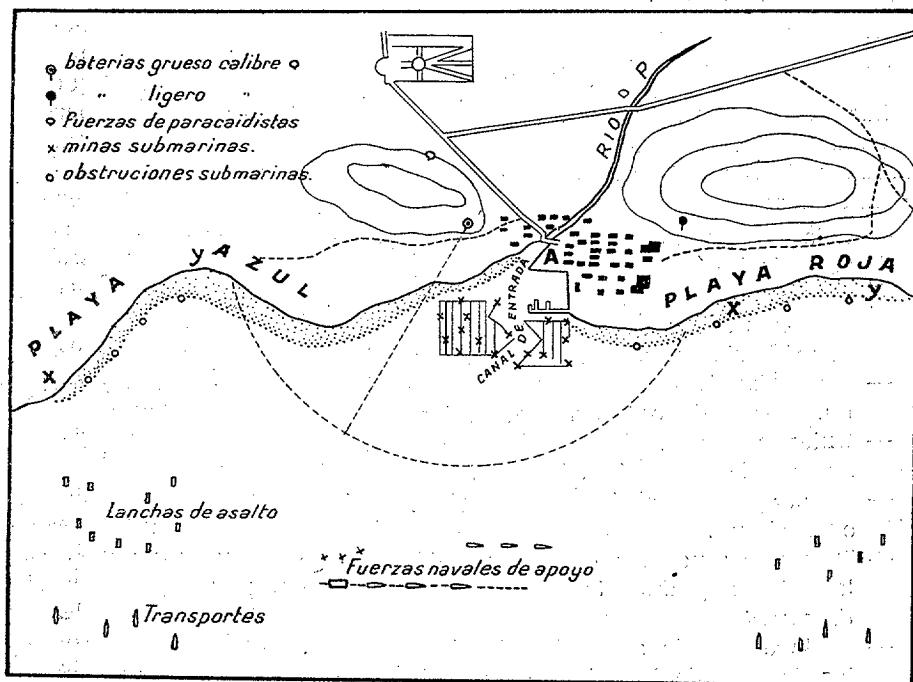 baterias grueso calibre
" ligero "
fuerzas de paracaidistas
minas submarinas.
obstruciones submarinas.
RIO P
A
PLAYA AZUL
y
x
PLAYA ROJA
x
y
CANAL DE ENTRADA
Lanchas de asalto
Fuerzas navales de apoyo
Transportes